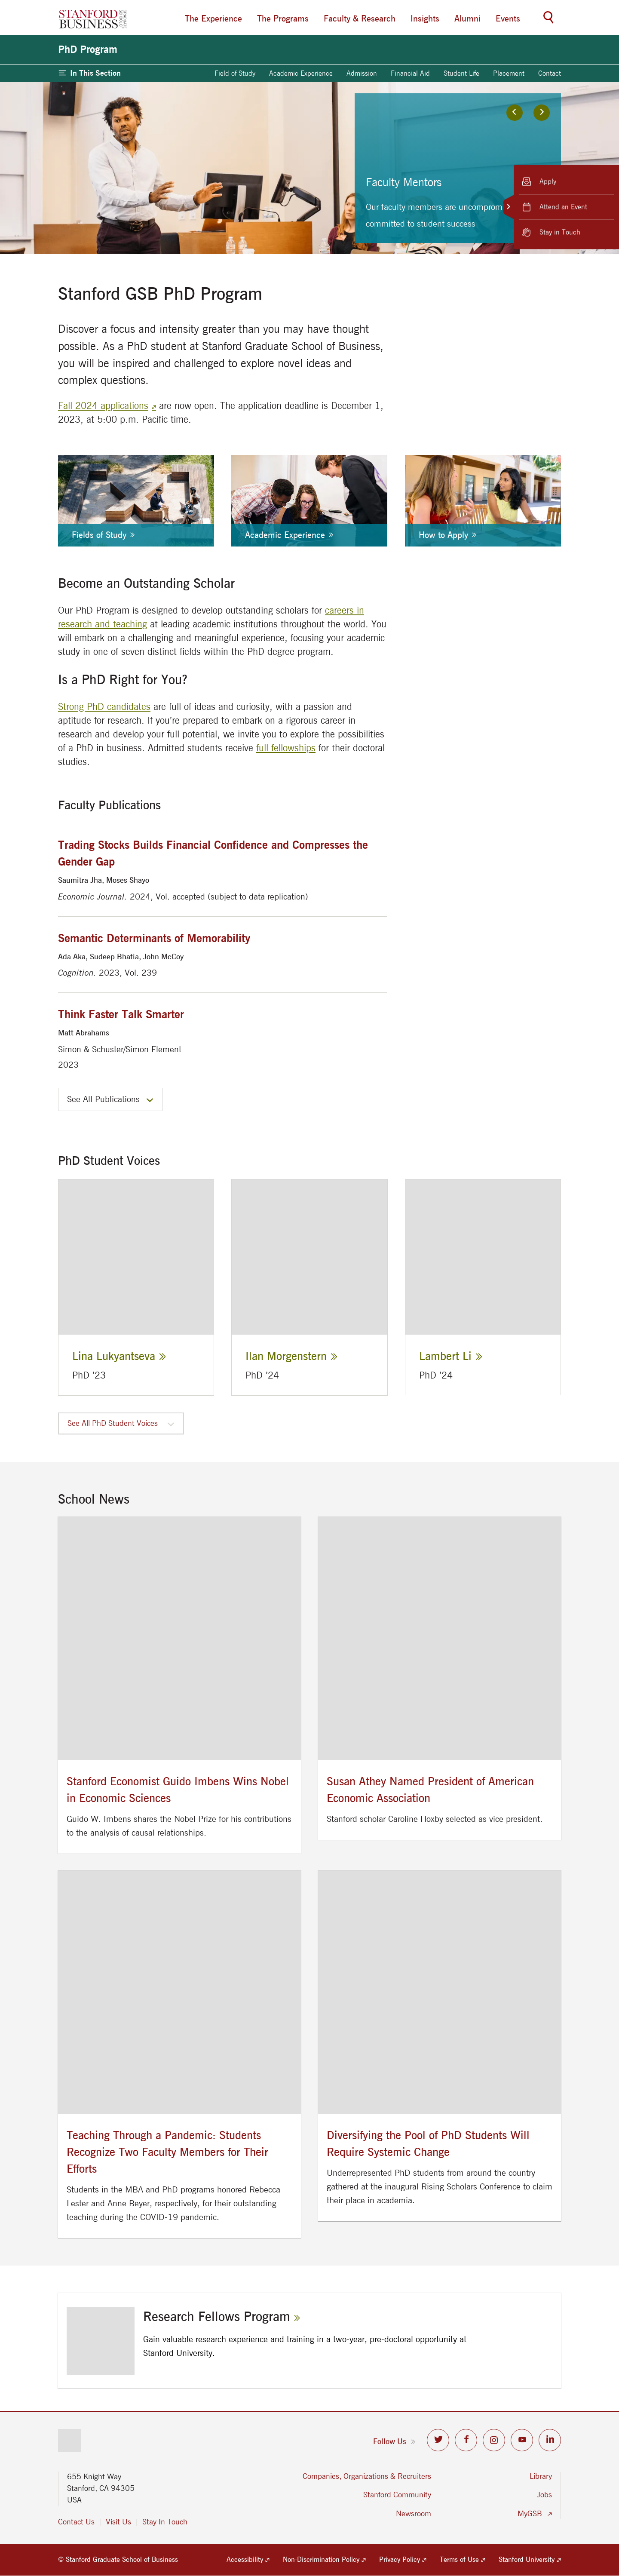 STANFORD
BUSINESS
The Experience The Programs Faculty & Research Insights Alumni Events
PhD Program
In This Section Field of Study Academic Experience Admission Financial Aid Student Life Placement Contact
Faculty Mentors
Our faculty members are uncomprom
committed to student success
Apply
Attend an Event
Stay in Touch
Stanford GSB PhD Program
Discover a focus and intensity greater than you may have thought
possible. As a PhD student at Stanford Graduate School of Business,
you will be inspired and challenged to explore novel ideas and
complex questions.
Fall 2024 applications are now open. The application deadline is December 1,
2023, at 5:00 p.m. Pacific time.
Fields of Study » Academic Experience » How to Apply »
Become an Outstanding Scholar
Our PhD Program is designed to develop outstanding scholars for careers in
research and teaching at leading academic institutions throughout the world. You
will embark on a challenging and meaningful experience, focusing your academic
study in one of seven distinct fields within the PhD degree program.
Is a PhD Right for You?
Strong PhD candidates are full of ideas and curiosity, with a passion and
aptitude for research. If you're prepared to embark on a rigorous career in
research and develop your full potential, we invite you to explore the possibilities
of a PhD in business. Admitted students receive full fellowships for their doctoral
studies.
Faculty Publications
Trading Stocks Builds Financial Confidence and Compresses the
Gender Gap
Saumitra Jha, Moses Shayo
Economic Journal. 2024, Vol. accepted (subject to data replication)
Semantic Determinants of Memorability
Ada Aka, Sudeep Bhatia, John McCoy
Cognition. 2023, Vol. 239
Think Faster Talk Smarter
Matt Abrahams
Simon & Schuster/Simon Element
2023
See All Publications
PhD Student Voices
Lina Lukyantseva » Ilan Morgenstern » Lambert Li »
PhD '23 PhD '24 PhD '24
See All PhD Student Voices
School News
Stanford Economist Guido Imbens Wins Nobel
in Economic Sciences
Guido W. Imbens shares the Nobel Prize for his contributions
to the analysis of causal relationships.
Susan Athey Named President of American
Economic Association
Stanford scholar Caroline Hoxby selected as vice president.
Teaching Through a Pandemic: Students
Recognize Two Faculty Members for Their
Efforts
Students in the MBA and PhD programs honored Rebecca
Lester and Anne Beyer, respectively, for their outstanding
teaching during the COVID-19 pandemic.
Diversifying the Pool of PhD Students Will
Require Systemic Change
Underrepresented PhD students from around the country
gathered at the inaugural Rising Scholars Conference to claim
their place in academia.
Research Fellows Program »
Gain valuable research experience and training in a two-year, pre-doctoral opportunity at
Stanford University.
Follow Us »
655 Knight Way
Stanford, CA 94305
USA
Contact Us Visit Us Stay In Touch
Companies, Organizations & Recruiters
Stanford Community
Newsroom
Library
Jobs
MyGSB
© Stanford Graduate School of Business Accessibility Non-Discrimination Policy Privacy Policy Terms of Use Stanford University